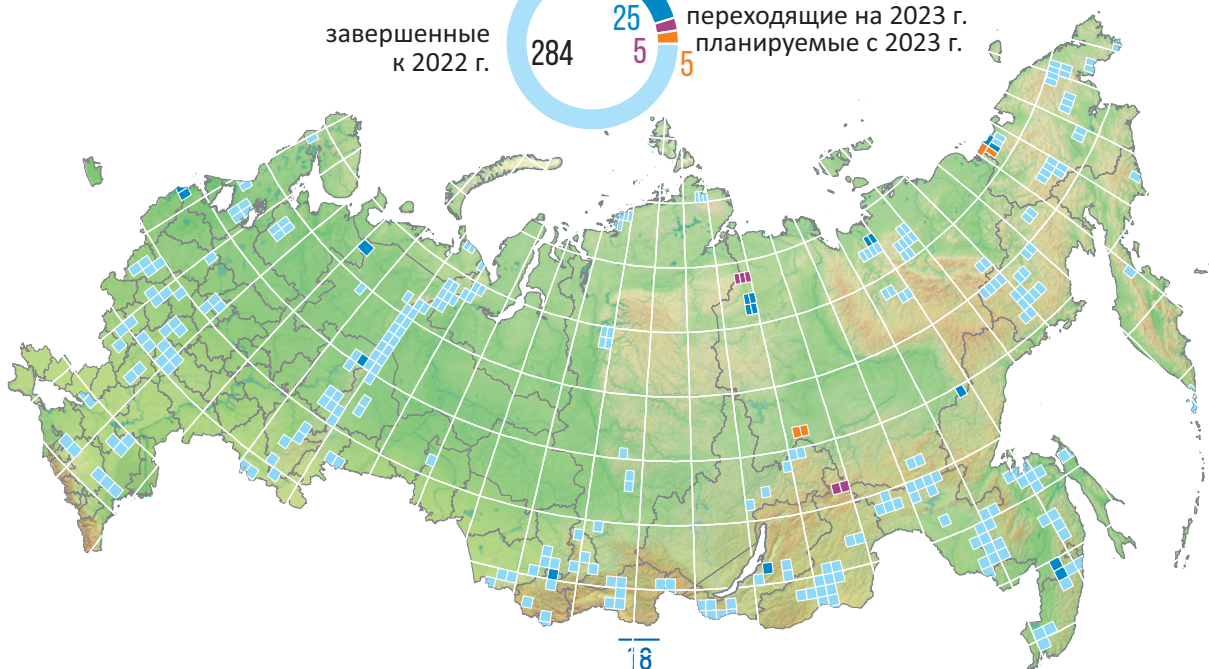 завершенные
к 2022 г.
284
25
5
5
переходящие на 2023 г.
планируемые с 2023 г.
18